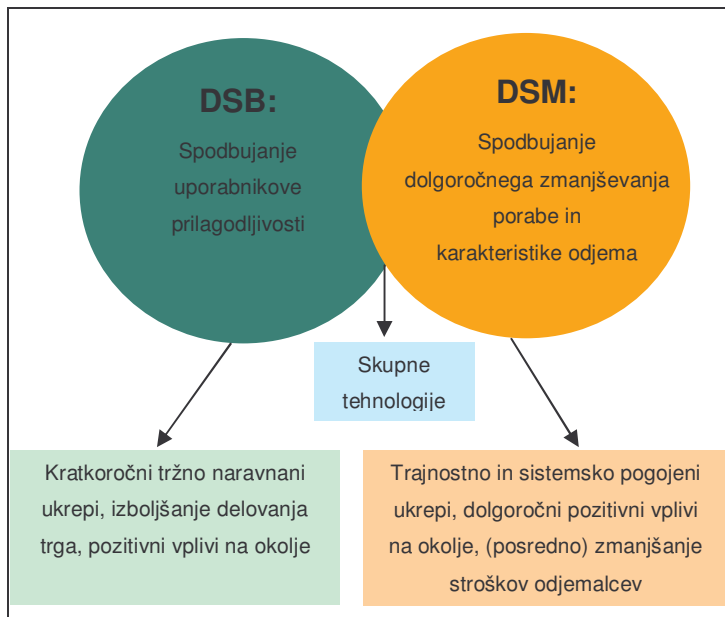 DSB:
Spodbujanje
uporabnikove
prilagodljivosti
DSM:
Spodbujanje
dolgoročnega zmanjševanja
porabe in
karakteristike odjema
Skupne
tehnologije
Kratkoročni tržno naravnani
ukrepi, izboljšanje delovanja
trga, pozitivni vplivi na okolje
Trajnostno in sistemsko pogojeni
ukrepi, dolgoročni pozitivni vplivi
na okolje, (posredno) zmanjšanje
stroškov odjemalcev